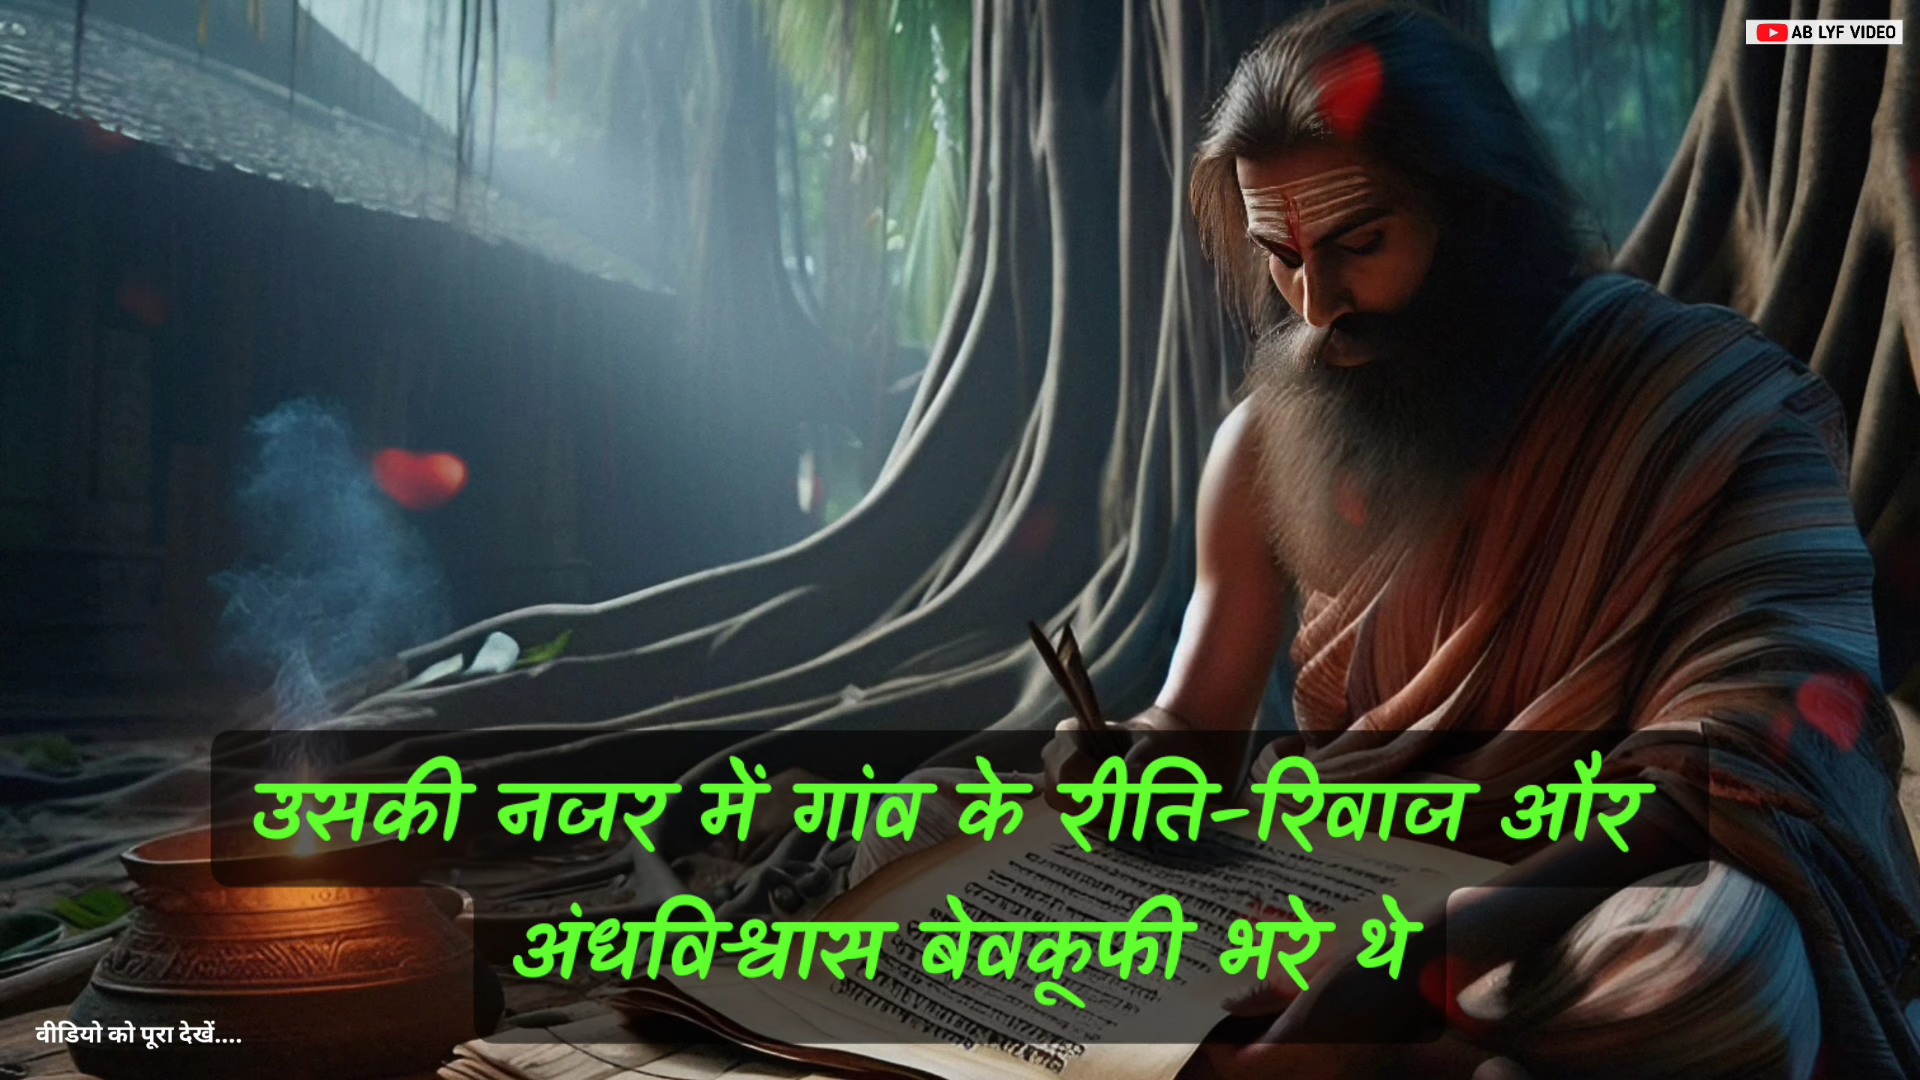 AB LYF VIDEO
उसकी नजर में गांव के रीति-रिवाज और
अंधविश्वास बेवकूफी भरे थे
वीडियो को पूरा देखें....